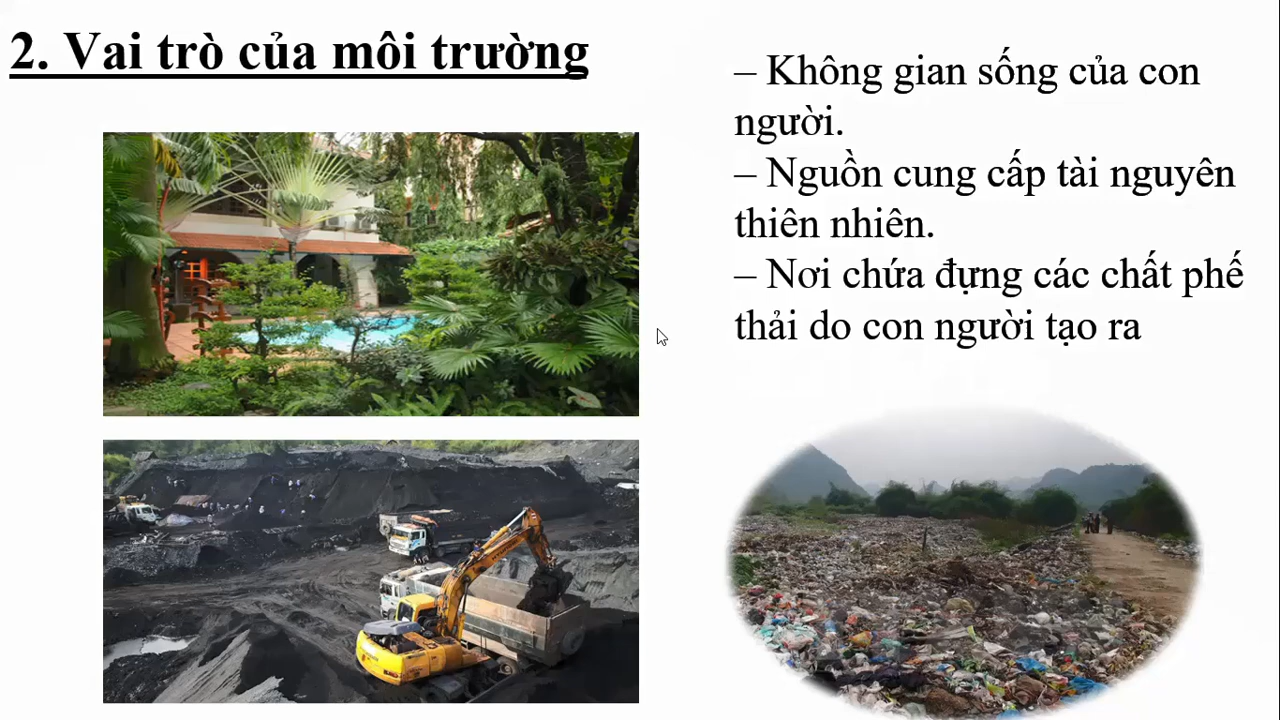 2. Vai trò của môi trường
– Không gian sống của con
người.
– Nguồn cung cấp tài nguyên
thiên nhiên.
– Nơi chứa đựng các chất phế
thải do con người tạo ra